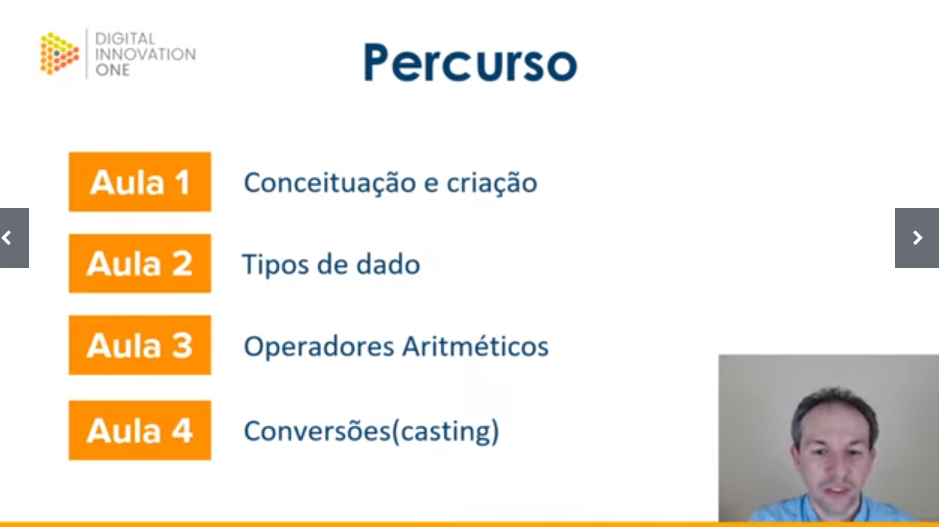 DIGITAL
INNOVATION
ONE
Percurso
Aula 1 Conceituação e criação
Aula 2 Tipos de dado
Aula 3 Operadores Aritméticos
Aula 4 Conversões(casting)